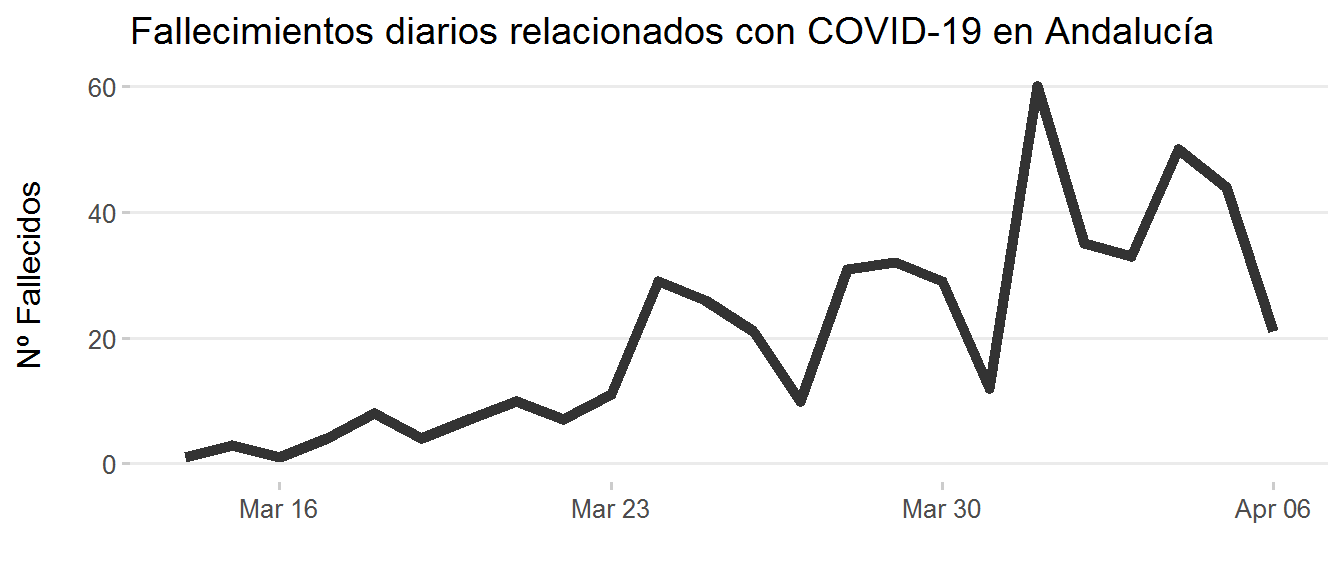 Fallecimientos diarios relacionados con COVID-19 en Andalucía
Nº Fallecidos
60
40
20
0
Mar 16 Mar 23 Mar 30 Apr 06